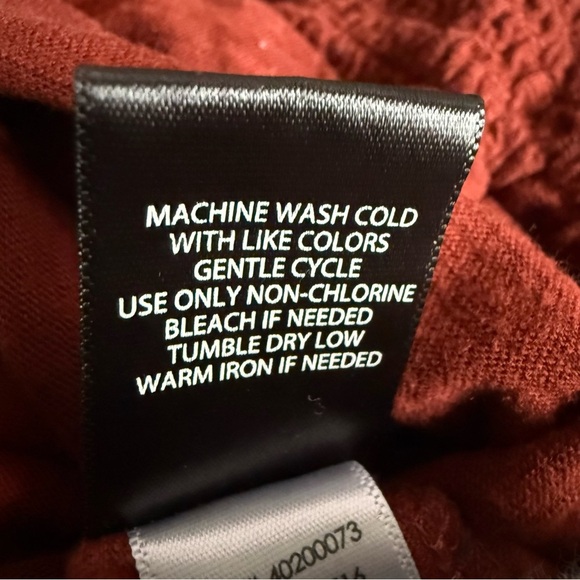 MACHINE WASH COLD
WITH LIKE COLORS
GENTLE CYCLE
USE ONLY NON-CHLORINE
BLEACH IF NEEDED
TUMBLE DRY LOW
WARM IRON IF NEEDED
40200073